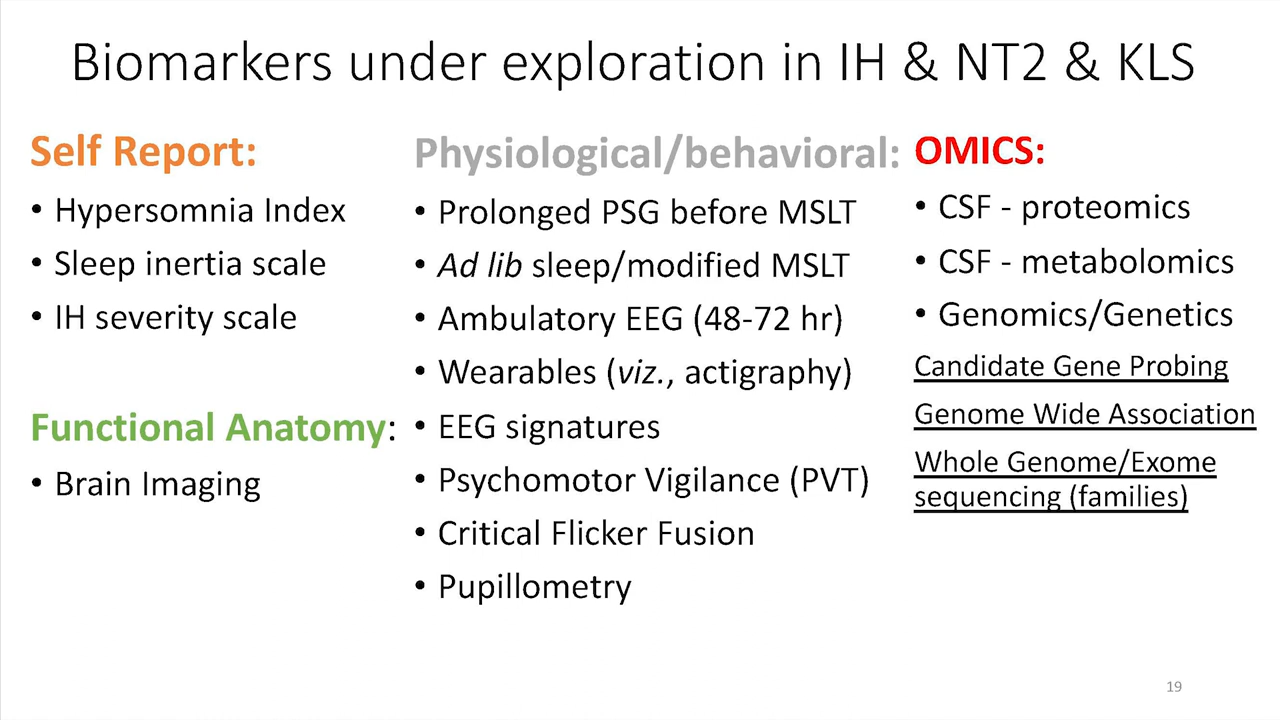 Biomarkers under exploration in IH & NT2 & KLS
Self Report:
• Hypersomnia Index
• Sleep inertia scale
• IH severity scale
Functional Anatomy:
• Brain Imaging
Physiological/behavioral:
• Prolonged PSG before MSLT
• Ad lib sleep/modified MSLT
• Ambulatory EEG (48-72 hr)
• Wearables (viz., actigraphy)
• EEG signatures
• Psychomotor Vigilance (PVT)
• Critical Flicker Fusion
• Pupillometry
OMICS:
• CSF - proteomics
• CSF - metabolomics
• Genomics/Genetics
Candidate Gene Probing
Genome Wide Association
Whole Genome/Exome
sequencing (families)
19